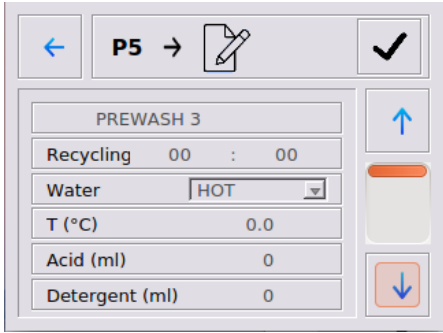 P5 →
PREWASH 3
Recycling 00 : 00
Water HOT
T (°C) 0.0
Acid (ml) 0
Detergent (ml) 0